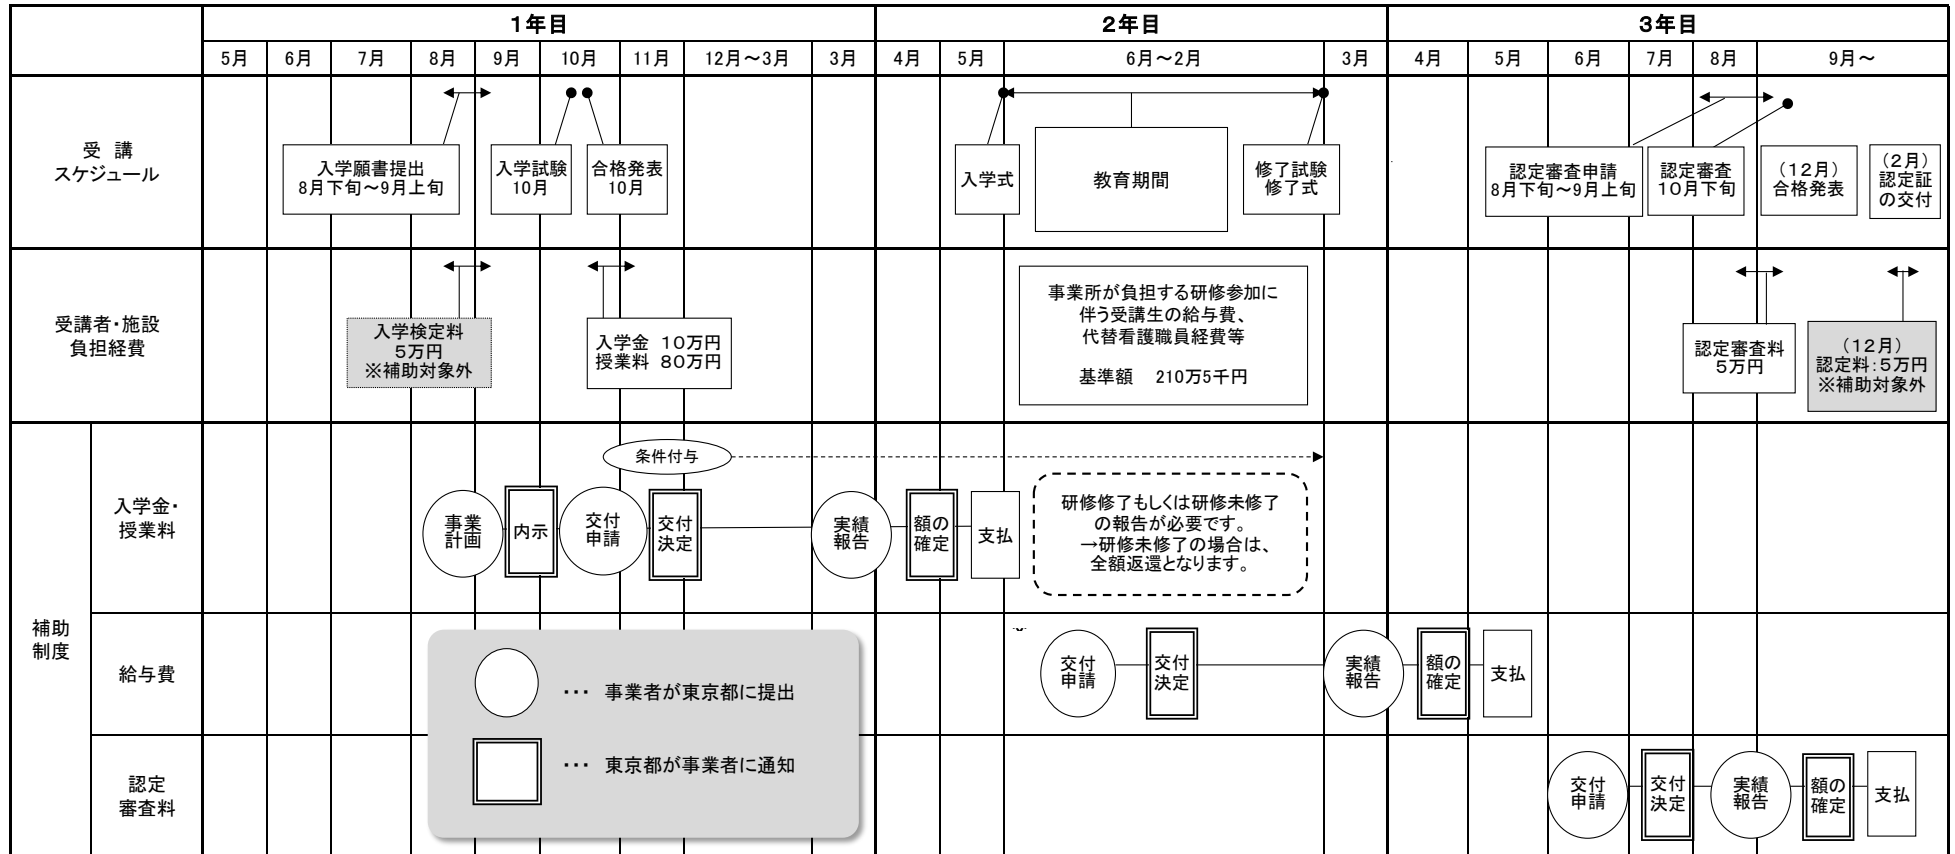 1年目
2年目
3年目
5月
6月
7月
8月
9月
10月
11月
12月～3月
3月
4月
5月
6月～2月
3月
4月
5月
6月
7月
8月
9月～
受　講
スケジュール
入学願書提出
8月下旬～9月上旬
入学試験
10月
合格発表
10月
入学式
教育期間
修了試験
修了式
認定審査申請
8月下旬～9月上旬
認定審査
10月下旬
（12月）
合格発表
（2月）
認定証
の交付
受講者・施設
負担経費
入学検定料
5万円
※補助対象外
入学金　10万円
授業料　80万円
事業所が負担する研修参加に
伴う受講生の給与費、
代替看護職員経費等
基準額　210万5千円
認定審査料
5万円
（12月）
認定料：5万円
※補助対象外
補助
制度
入学金・
授業料
条件付与
事業
計画
内示
交付
申請
交付
決定
実績
報告
額の
確定
支払
研修修了もしくは研修未修了
の報告が必要です。
→研修未修了の場合は、
全額返還となります。
給与費
交付
申請
交付
決定
実績
報告
額の
確定
支払
・・・　事業者が東京都に提出
・・・　東京都が事業者に通知
認定
審査料
交付
申請
交付
決定
実績
報告
額の
確定
支払